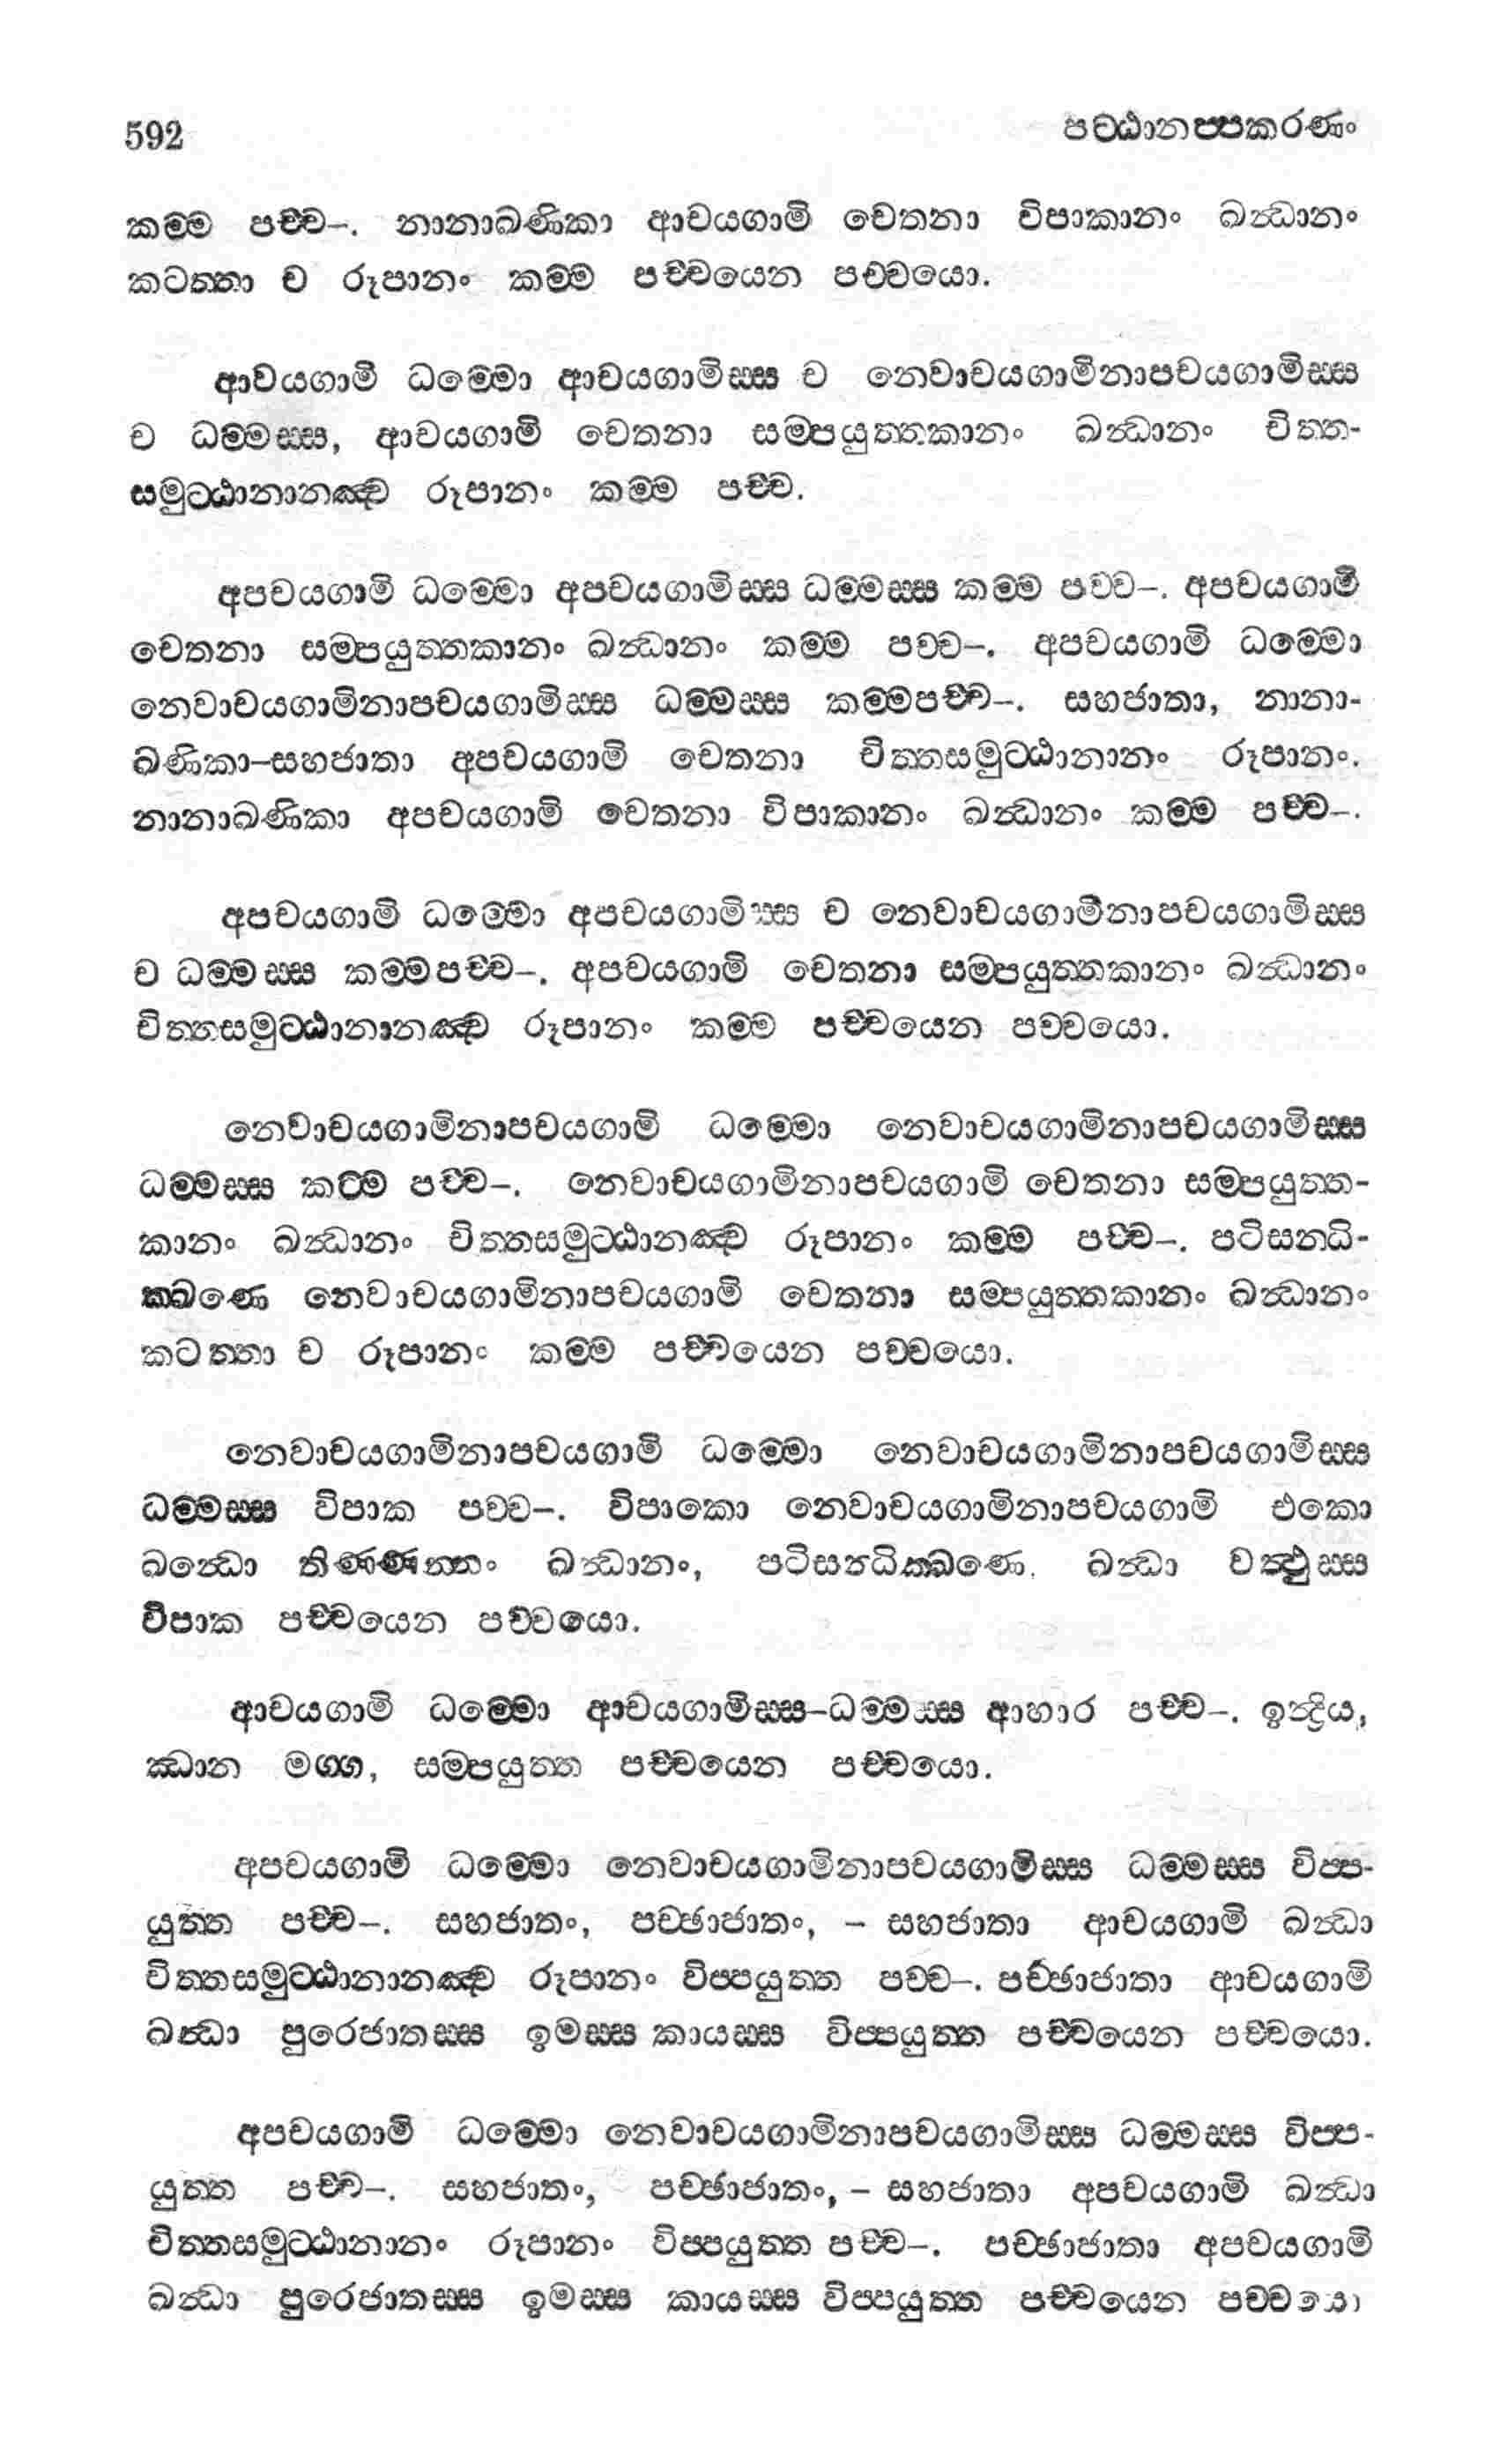 592 පට්ඨානප්පකරණං
කම්ම පච්ච–. නානාඛණිකා ආචයගාමි චෙතනා විපාකානං ඛන්ධානං
කටත්තා ච රූපානං කම්ම පච්චයෙන පච්චයො.
ආචයගාමි ධම්මො ආචයගාමිස්ස ච නෙවාචයගාමිනාපචයගාමිස්ස
ච ධම්මස්ස, ආචයගාමි චෙතනා සම්පයුත්තකානං ඛන්ධානං චිත්ත-
සමුට්ඨානානඤ්ච රූපානං කම්ම පච්ච.
අපචයගාමි ධම්මො අපචයගාමිස්ස ධම්මස්ස කම්ම පච්ච–. අපචයගාමි
චෙතනා සම්පයුත්තකානං ඛන්ධානං කම්ම පච්ච–. අපචයගාමි ධම්මො
නෙවාචයගාමිනාපචයගාමිස්ස ධම්මස්ස කම්මපච්ච–. සහජාතා, නානා-
ඛණිකා–සහජාතා අපචයගාමි චෙතනා චිත්තසමුට්ඨානානං රූපානං.
නානාඛණිකා අපචයගාමි චෙතනා විපාකානං ඛන්ධානං කම්ම පච්ච–.
අපචයගාමි ධම්මො අපචයගාමිස්ස ච නෙවාචයගාමිනාපචයගාමිස්ස
ච ධම්මස්ස කම්මපච්ච–. අපචයගාමි චෙතනා සම්පයුත්තකානං ඛන්ධානං
චිත්තසමුට්ඨානානඤ්ච රූපානං කම්ම පච්චයෙන පච්චයො.
නෙවාචයගාමිනාපචයගාමි ධම්මො නෙවාචයගාමිනාපචයගාමිස්ස
ධම්මස්ස කම්ම පච්ච–. නෙවාචයගාමිනාපචයගාමි චෙතනා සම්පයුත්ත-
කානං ඛන්ධානං චිත්තසමුට්ඨානඤ්ච රූපානං කම්ම පච්ච–. පටිසන්ධි-
ක්ඛණෙ නෙවාචයගාමිනාපචයගාමි චෙතනා සම්පයුත්තකානං ඛන්ධානං
කටත්තා ච රූපානං කම්ම පච්චයෙන පච්චයො.
නෙවාචයගාමිනාපචයගාමි ධම්මො නෙවාචයගාමිනාපචයගාමිස්ස
ධම්මස්ස විපාක පච්ච–. විපාකො නෙවාචයගාමිනාපචයගාමි එකො
ඛන්ධො තිණ්ණන්නං ඛන්ධානං, පටිසන්ධික්ඛණෙ. ඛන්ධා වත්ථුස්ස
විපාක පච්චයෙන පච්චයො.
ආචයගාමි ධම්මො ආචයගාමිස්ස–ධම්මස්ස ආහාර පච්ච–. ඉන්ද්‍රිය,
ඣාන මග්ග, සම්පයුත්ත පච්චයෙන පච්චයො.
අපචයගාමි ධම්මො නෙවාචයගාමිනාපචයගාමිස්ස ධම්මස්ස විප්ප-
යුත්ත පච්ච–. සහජාතං, පච්ඡාජාතං, – සහජාතා ආචයගාමි ඛන්ධා
චිත්තසමුට්ඨානානඤ්ච රූපානං විප්පයුත්ත පච්ච–. පච්ඡාජාතා ආචයගාමි
ඛන්ධා පුරෙජාතස්ස ඉමස්ස කායස්ස විප්පයුත්ත පච්චයෙන පච්චයො.
අපචයගාමි ධම්මො නෙවාචයගාමිනාපචයගාමිස්ස ධම්මස්ස විප්ප-
යුත්ත පච්ච–. සහජාතං, පච්ඡාජාතං, – සහජාතා අපචයගාමි ඛන්ධා
චිත්තසමුට්ඨානානං රූපානං විප්පයුත්ත පච්ච–. පච්ඡාජාතා අපචයගාමි
ඛන්ධා පුරෙජාතස්ස ඉමස්ස කායස්ස විප්පයුත්ත පච්චයෙන පච්චයො